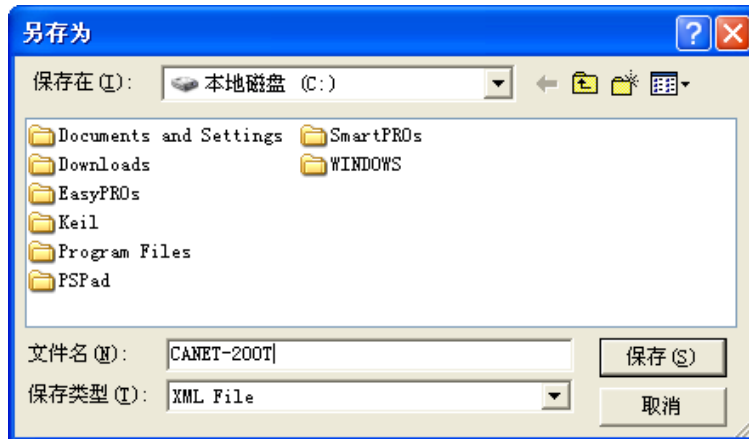 另存为
保存在(I): 本地磁盘 (C:)
Documents and Settings SmartPROs
Downloads WINDOWS
EasyPROs
Keil
Program Files
PSPad
文件名(N): CANET-200T 保存(S)
保存类型(T): XML File 取消